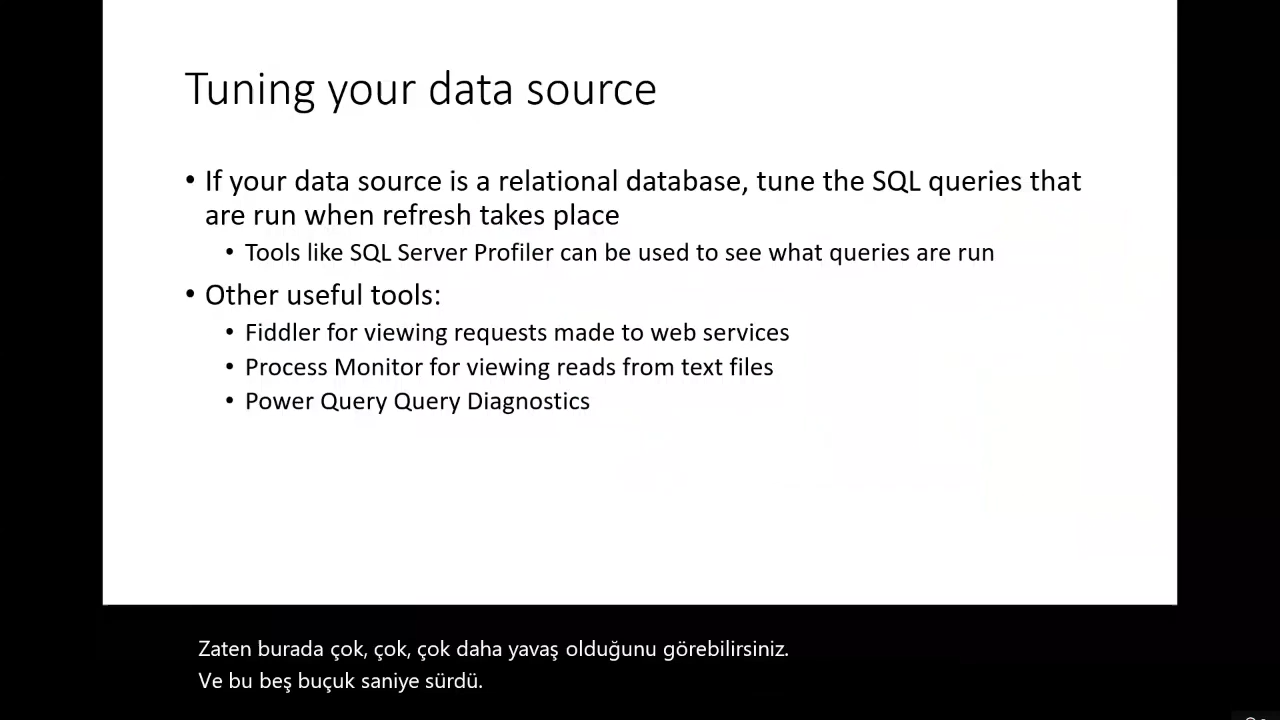 Tuning your data source
• If your data source is a relational database, tune the SQL queries that
are run when refresh takes place
• Tools like SQL Server Profiler can be used to see what queries are run
• Other useful tools:
• Fiddler for viewing requests made to web services
• Process Monitor for viewing reads from text files
• Power Query Query Diagnostics
Zaten burada çok, çok, çok daha yavaş olduğunu görebilirsiniz.
Ve bu beş buçuk saniye sürdü.